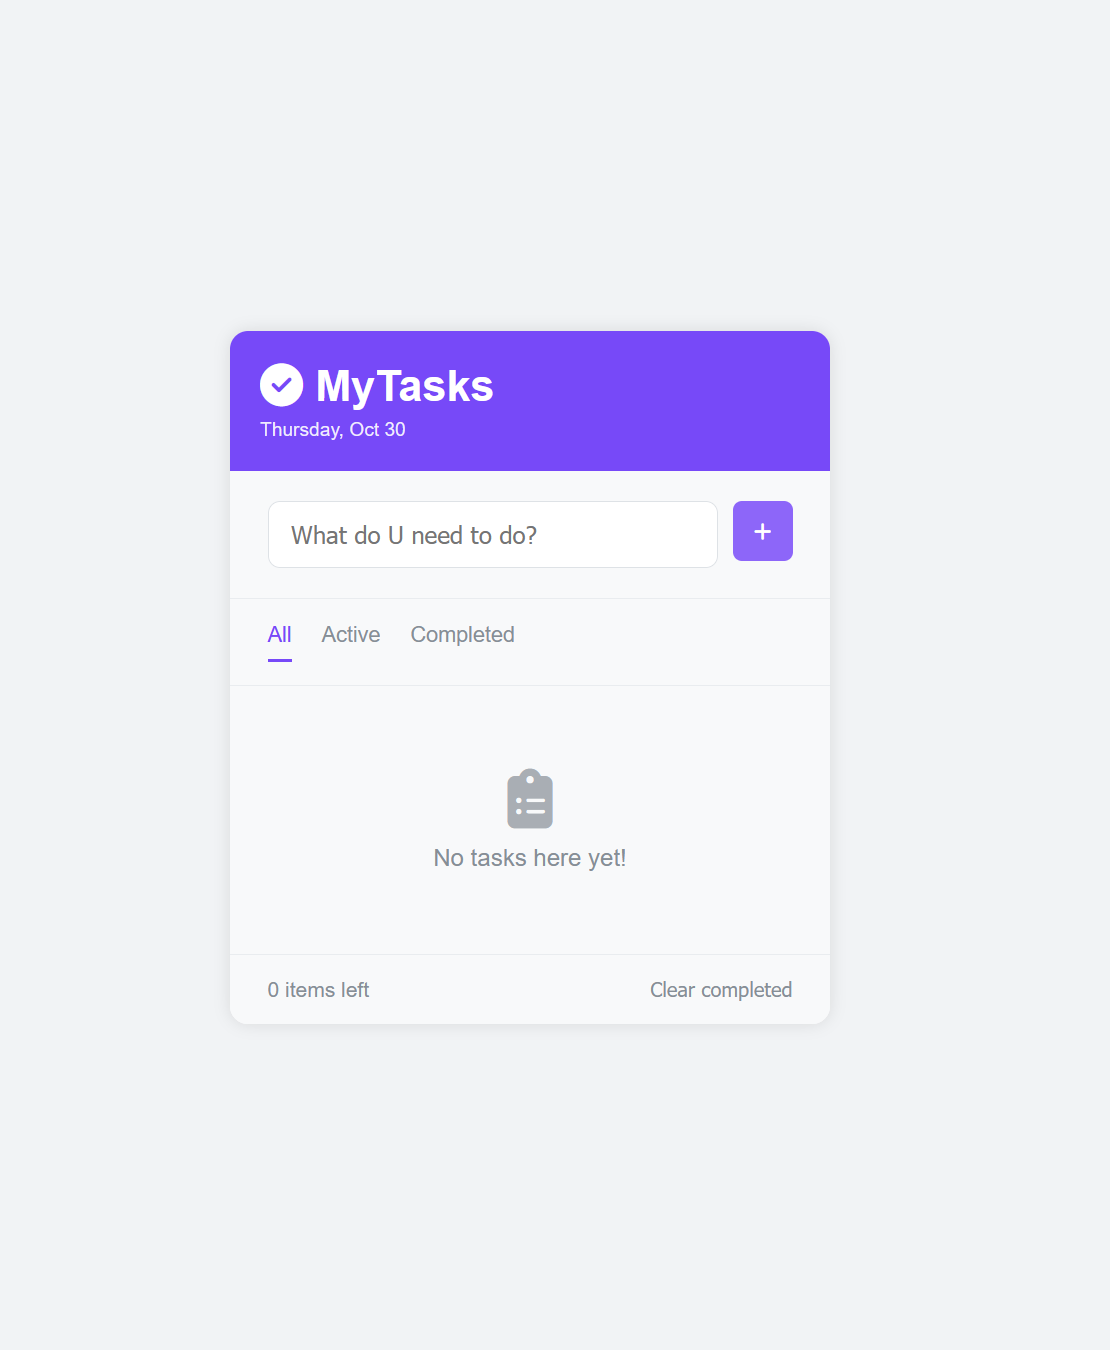 MyTasks
Thursday, Oct 30
What do U need to do?
+
All Active Completed
No tasks here yet!
0 items left Clear completed